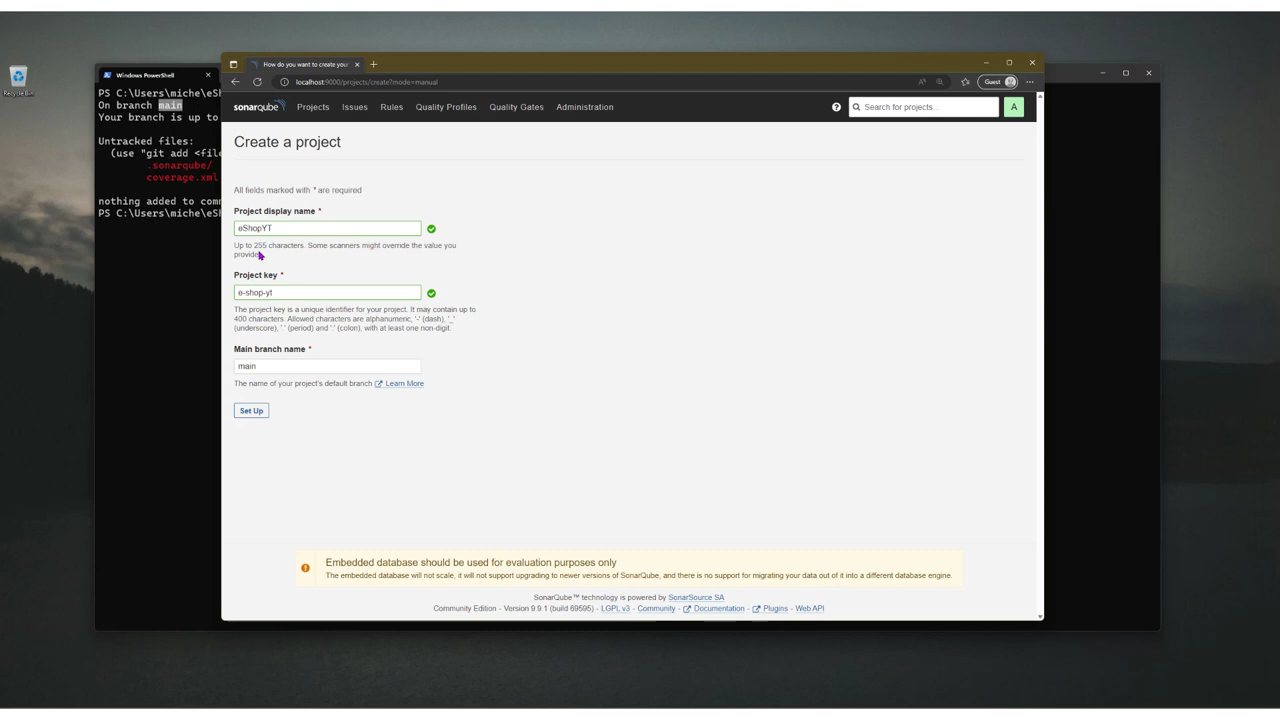 Recycle Bin
Windows PowerShell
PS C:\Users\miche\eSh
On branch main
Your branch is up to
Untracked files:
(use "git add <file
.sonarqube/
coverage.xml
nothing added to comm
PS C:\Users\miche\eSh
How do you want to create your
localhost:9000/projects/create?mode=manual
Guest
sonarqube
Projects
Issues
Rules
Quality Profiles
Quality Gates
Administration
Search for projects...
A
Create a project
All fields marked with * are required
Project display name *
eShopYT
Up to 255 characters. Some scanners might override the value you
provide.
Project key *
e-shop-yt
The project key is a unique identifier for your project. It may contain up to
400 characters. Allowed characters are alphanumeric, '-' (dash), '_'
(underscore), '.' (period) and ':' (colon), with at least one non-digit.
Main branch name *
main
The name of your project's default branch Learn More
Set Up
Embedded database should be used for evaluation purposes only
The embedded database will not scale, it will not support upgrading to newer versions of SonarQube, and there is no support for migrating your data out of it into a different database engine.
SonarQube™ technology is powered by SonarSource SA
Community Edition - Version 9.9.1 (build 69595) - LGPL v3 - Community - Documentation - Plugins - Web API